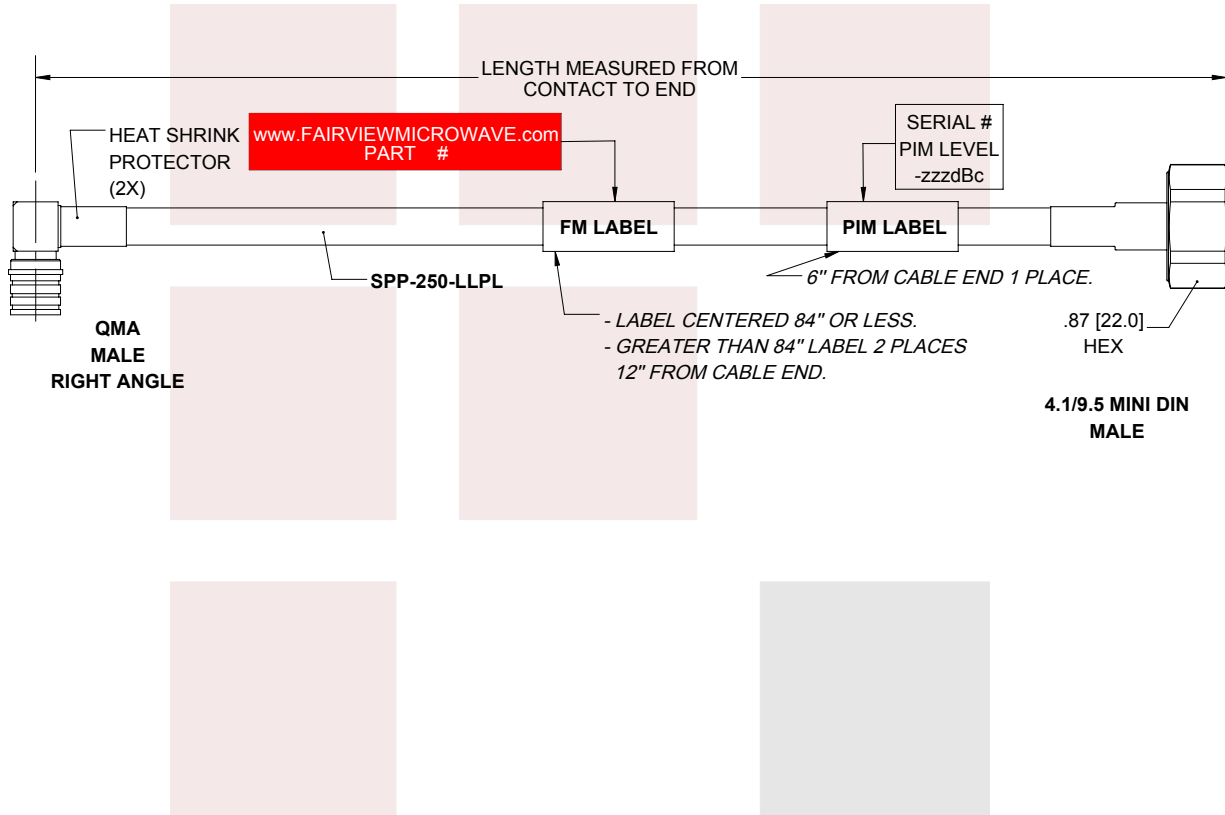 LENGTH MEASURED FROM
CONTACT TO END
HEAT SHRINK
PROTECTOR
(2X)
www.FAIRVIEWMICROWAVE.com
PART #
SERIAL #
PIM LEVEL
-zzzdBc
FM LABEL
PIM LABEL
SPP-250-LLPL
6" FROM CABLE END 1 PLACE.
- LABEL CENTERED 84" OR LESS.
- GREATER THAN 84" LABEL 2 PLACES
12" FROM CABLE END.
.87 [22.0]
HEX
QMA
MALE
RIGHT ANGLE
4.1/9.5 MINI DIN
MALE